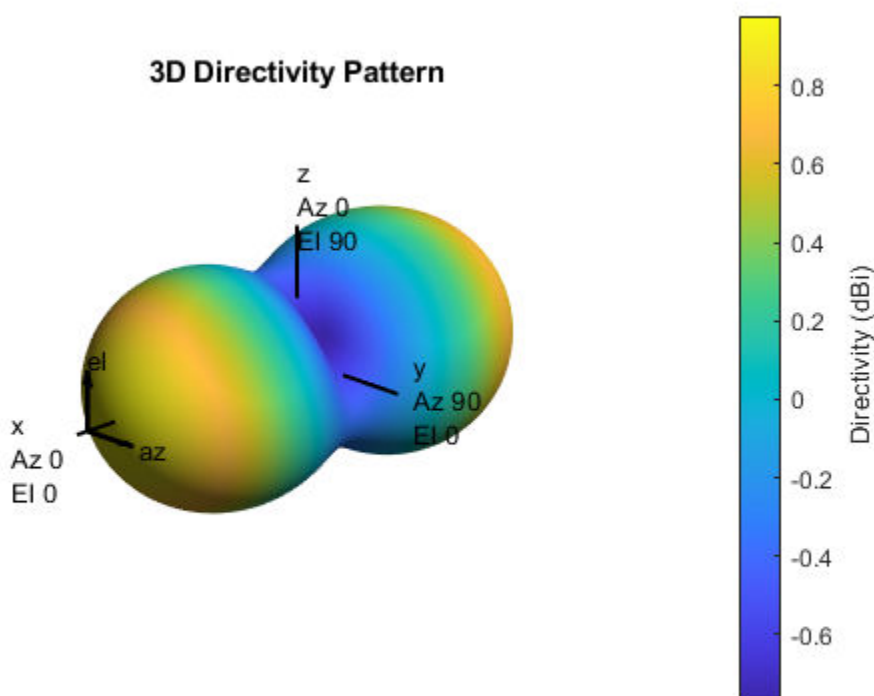 3D Directivity Pattern
z
Az 0
El 90
el
x
Az 0
El 0
az
y
Az 90
El 0
0.8
0.6
0.4
0.2
0
-0.2
-0.4
-0.6
Directivity (dBi)